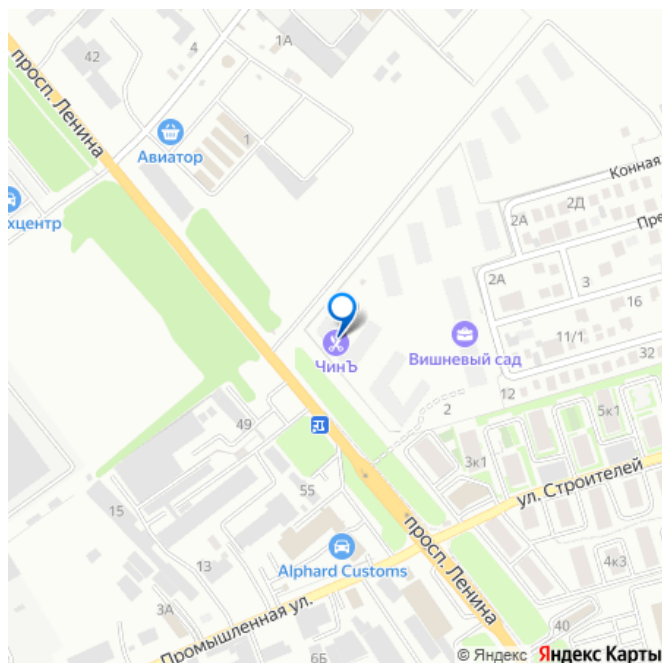 1А
4
42
просп. Ленина
Авиатор
1
Конная
2А
2Д
Пре
хцентр
2А
3
16
11/1
ЧинЪ
Вишневый сад
32
12
2
5к1
49
3к1
ул. Строителей
55
15
просп. Ленина
13
Alphard Customs
4к3
3А
Промышленная ул.
40
6Б
© Яндекс Яндекс Карты